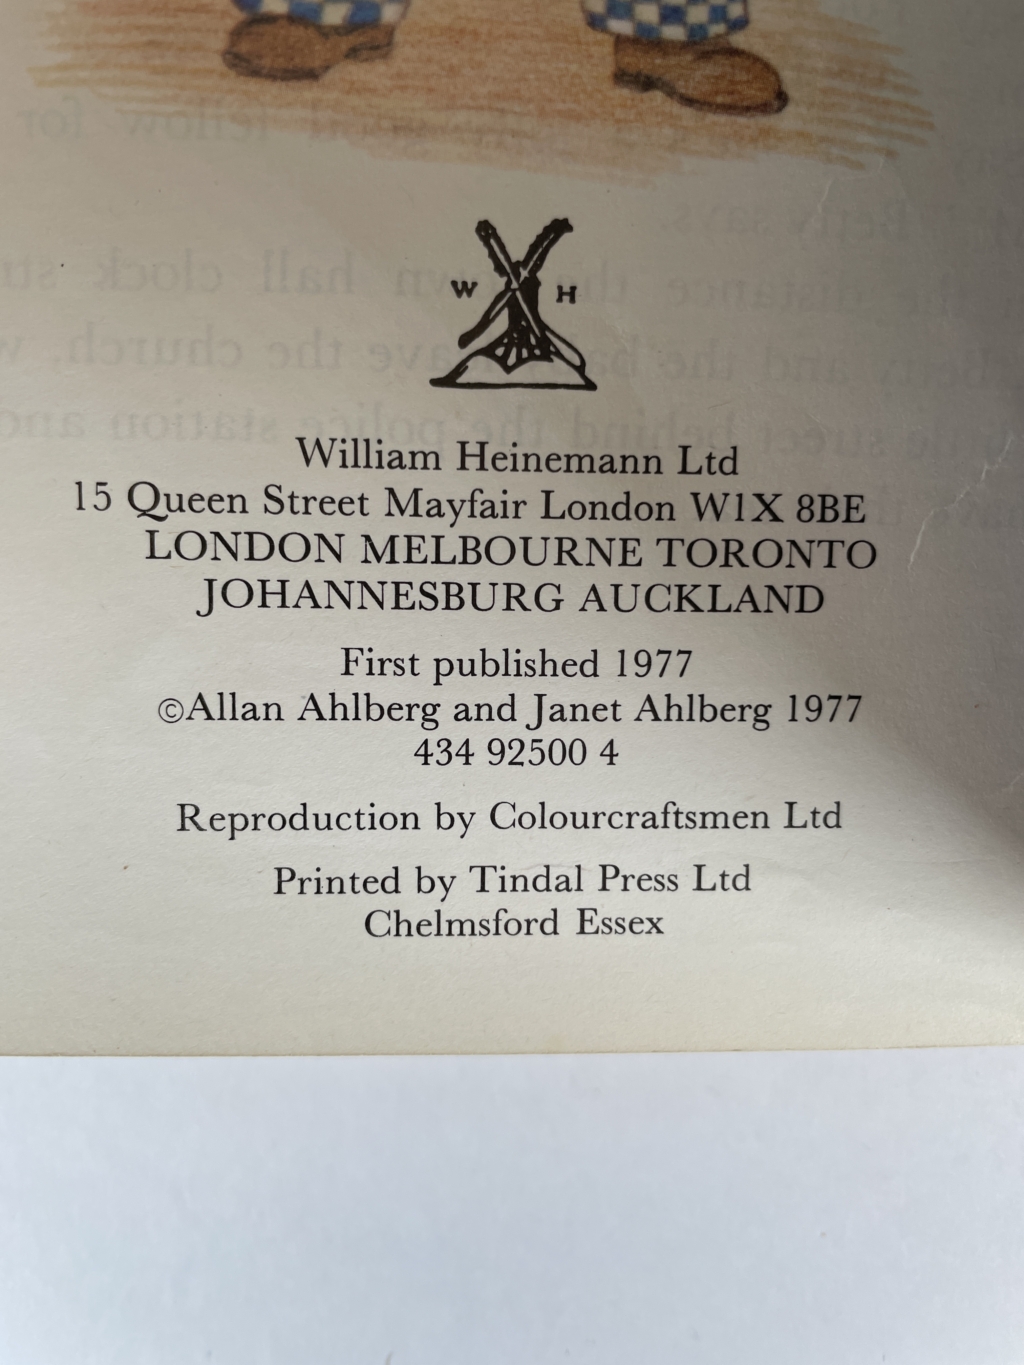 W H
William Heinemann Ltd
15 Queen Street Mayfair London W1X 8BE
LONDON MELBOURNE TORONTO
JOHANNESBURG AUCKLAND
First published 1977
©Allan Ahlberg and Janet Ahlberg 1977
434 92500 4
Reproduction by Colourcraftsmen Ltd
Printed by Tindal Press Ltd
Chelmsford Essex